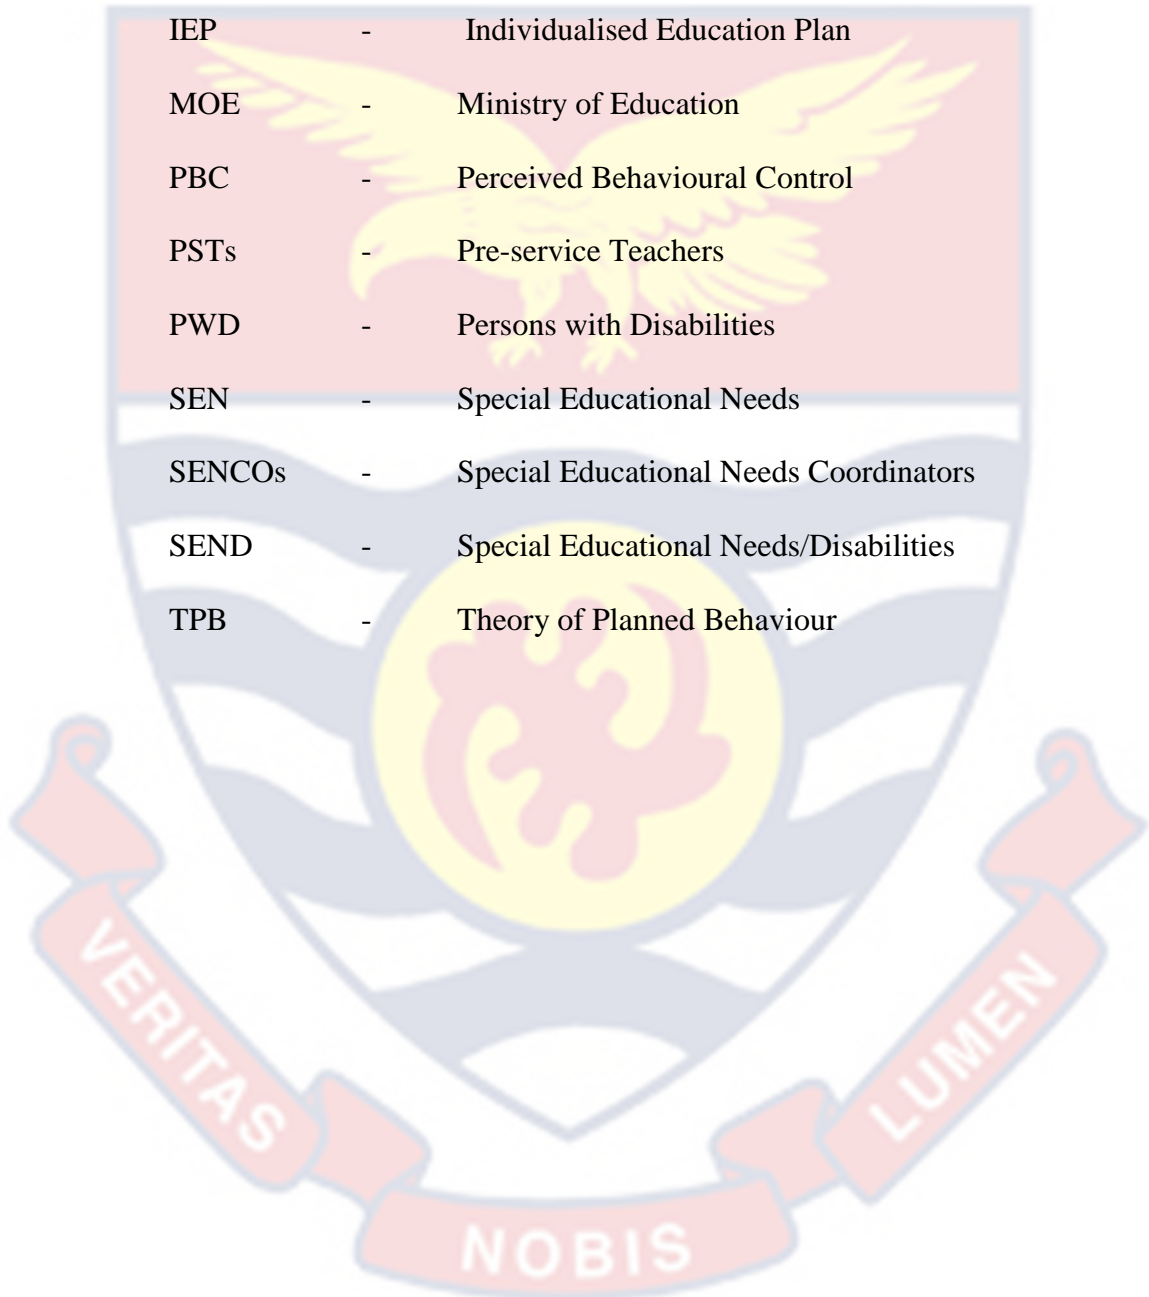 IEP - Individualised Education Plan
MOE - Ministry of Education
PBC - Perceived Behavioural Control
PSTs - Pre-service Teachers
PWD - Persons with Disabilities
SEN - Special Educational Needs
SENCOs - Special Educational Needs Coordinators
SEND - Special Educational Needs/Disabilities
TPB - Theory of Planned Behaviour
VERITAS
NOBIS
LUMEN